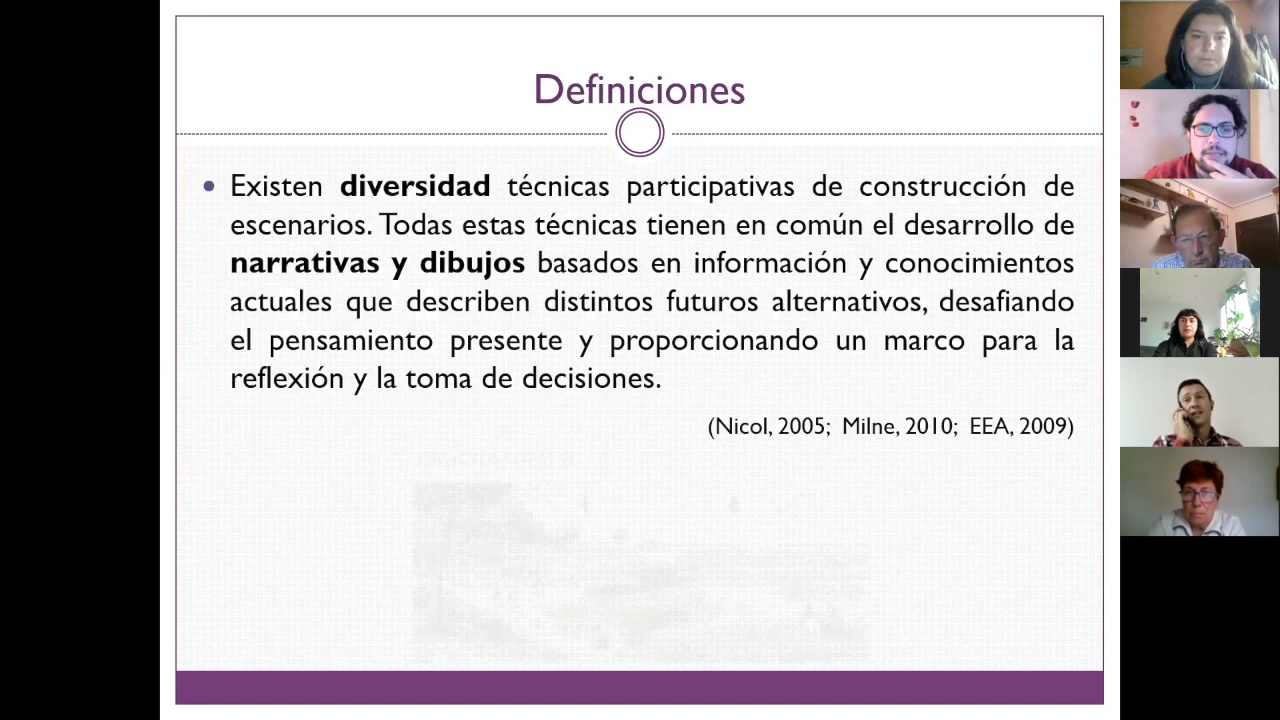 Definiciones
Existen diversidad técnicas participativas de construcción de
escenarios. Todas estas técnicas tienen en común el desarrollo de
narrativas y dibujos basados en información y conocimientos
actuales que describen distintos futuros alternativos, desafiando
el pensamiento presente y proporcionando un marco para la
reflexión y la toma de decisiones.
(Nicol, 2005; Milne, 2010; EEA, 2009)